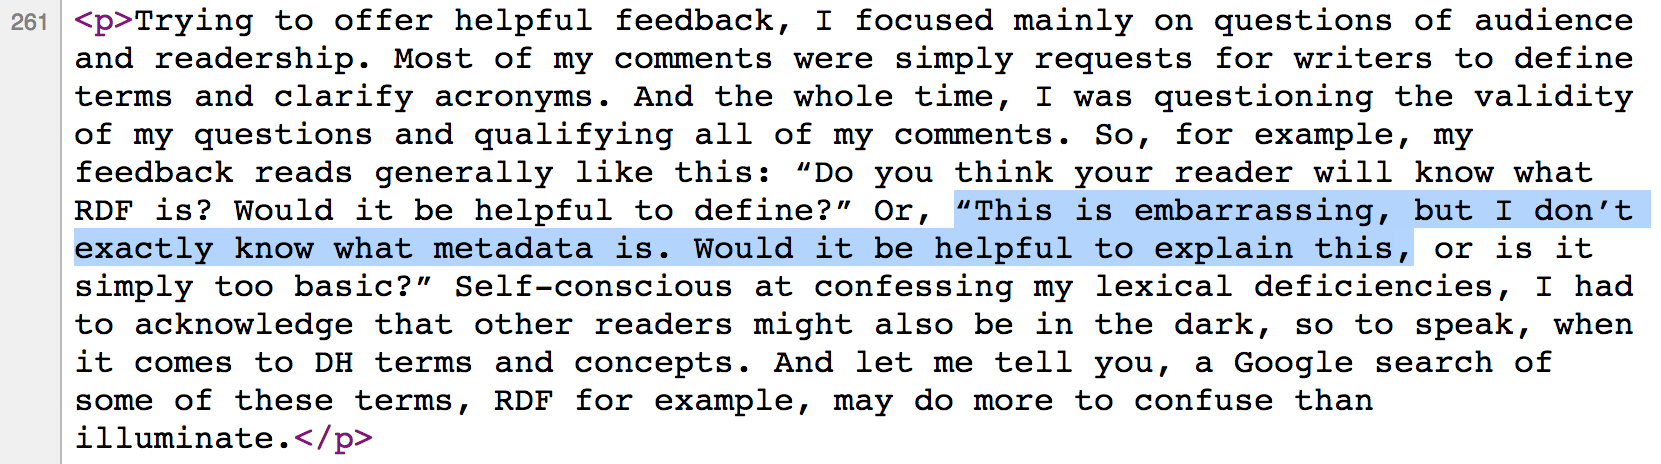 261 <p>Trying to offer helpful feedback, I focused mainly on questions of audience
and readership. Most of my comments were simply requests for writers to define
terms and clarify acronyms. And the whole time, I was questioning the validity
of my questions and qualifying all of my comments. So, for example, my
feedback reads generally like this: “Do you think your reader will know what
RDF is? Would it be helpful to define?” Or, “This is embarrassing, but I don’t
exactly know what metadata is. Would it be helpful to explain this, or is it
simply too basic?” Self-conscious at confessing my lexical deficiencies, I had
to acknowledge that other readers might also be in the dark, so to speak, when
it comes to DH terms and concepts. And let me tell you, a Google search of
some of these terms, RDF for example, may do more to confuse than
illuminate.</p>